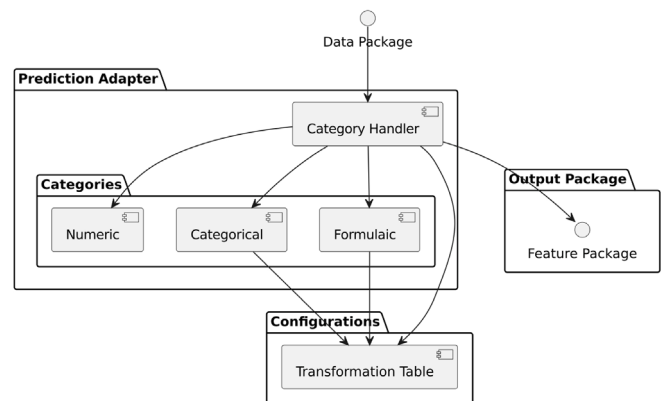 Data Package
Prediction Adapter
Category Handler
Categories
Output Package
Numeric
Categorical
Formulaic
Feature Package
Configurations
Transformation Table